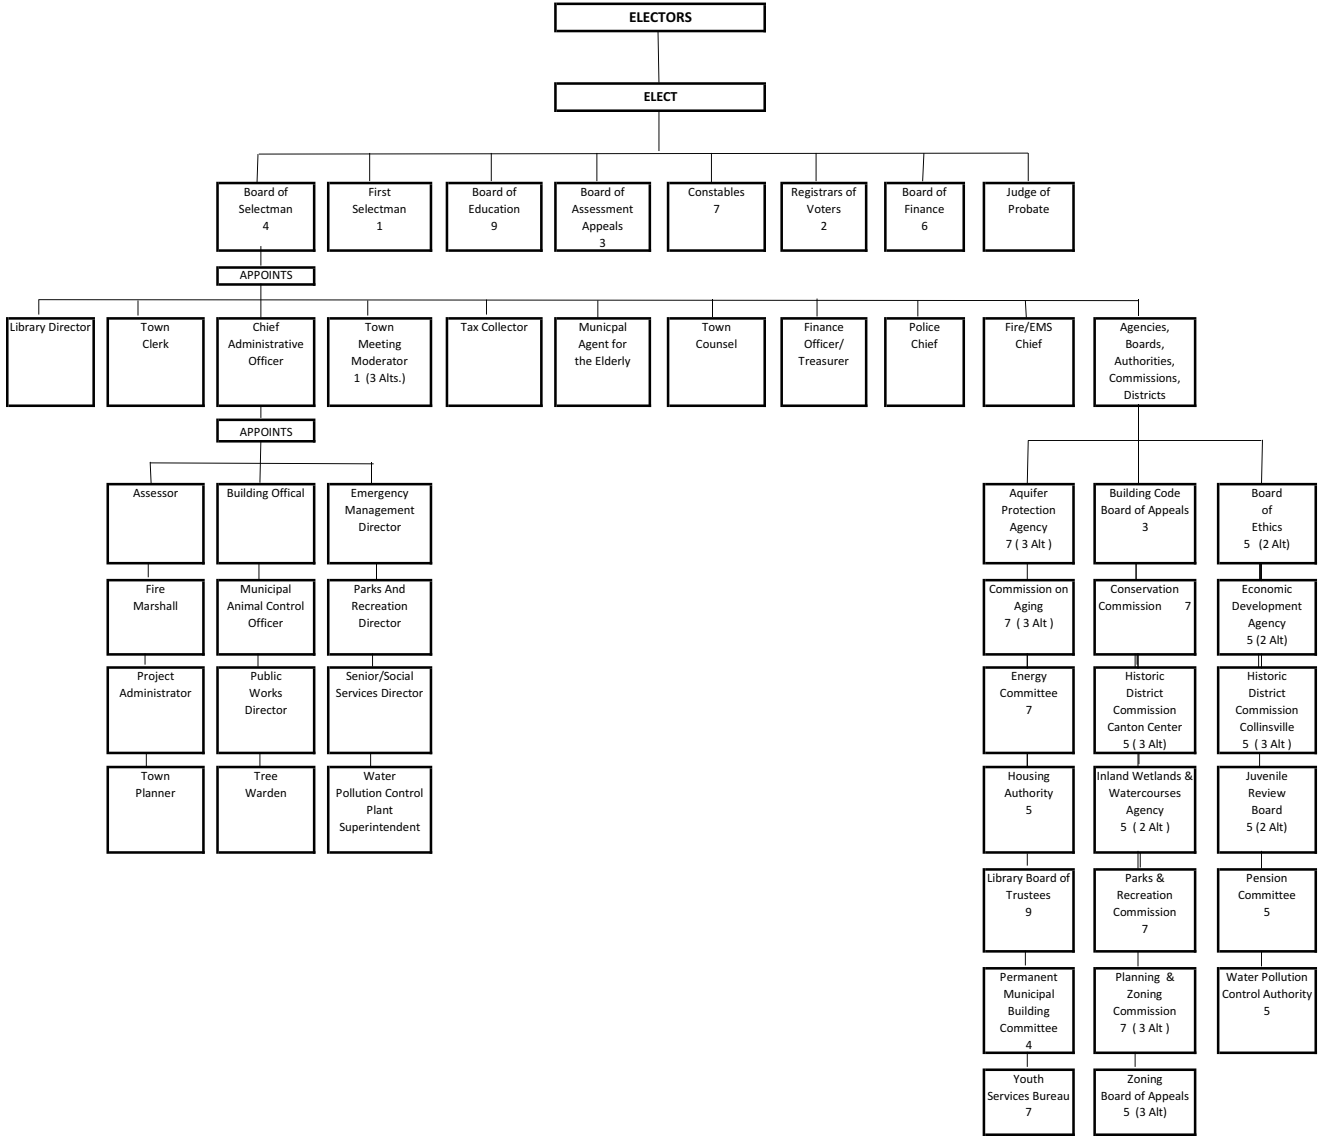 ELECTORS
ELECT
Board of
Selectman
4
First
Selectman
1
Board of
Education
9
Board of
Assessment
Appeals
3
Constables
7
Registrars of
Voters
2
Board of
Finance
6
Judge of
Probate
APPOINTS
Library Director
Town
Clerk
Chief
Administrative
Officer
Town
Meeting
Moderator
1 (3 Alts.)
Tax Collector
Municpal
Agent for
the Elderly
Town
Counsel
Finance
Officer/
Treasurer
Police
Chief
Fire/EMS
Chief
Agencies,
Boards,
Authorities,
Commissions,
Districts
APPOINTS
Assessor
Building Offical
Emergency
Management
Director
Fire
Marshall
Municipal
Animal Control
Officer
Parks And
Recreation
Director
Project
Administrator
Public
Works
Director
Senior/Social
Services Director
Town
Planner
Tree
Warden
Water
Pollution Control
Plant
Superintendent
Aquifer
Protection
Agency
7 ( 3 Alt )
Building Code
Board of Appeals
3
Board
of
Ethics
5 (2 Alt)
Commission on
Aging
7 ( 3 Alt )
Conservation
Commission 7
Economic
Development
Agency
5 (2 Alt)
Energy
Committee
7
Historic
District
Commission
Canton Center
5 ( 3 Alt)
Historic
District
Commission
Collinsville
5 ( 3 Alt )
Housing
Authority
5
Inland Wetlands &
Watercourses
Agency
5 ( 2 Alt )
Juvenile
Review
Board
5 (2 Alt)
Library Board of
Trustees
9
Parks &
Recreation
Commission
7
Pension
Committee
5
Permanent
Municipal
Building
Committee
4
Planning &
Zoning
Commission
7 ( 3 Alt )
Water Pollution
Control Authority
5
Youth
Services Bureau
7
Zoning
Board of Appeals
5 (3 Alt)